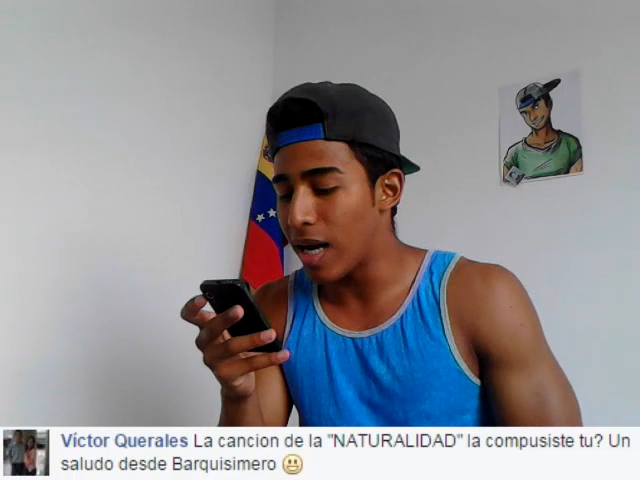 Víctor Querales La cancion de la "NATURALIDAD" la compusiste tu? Un
saludo desde Barquisimero 😃